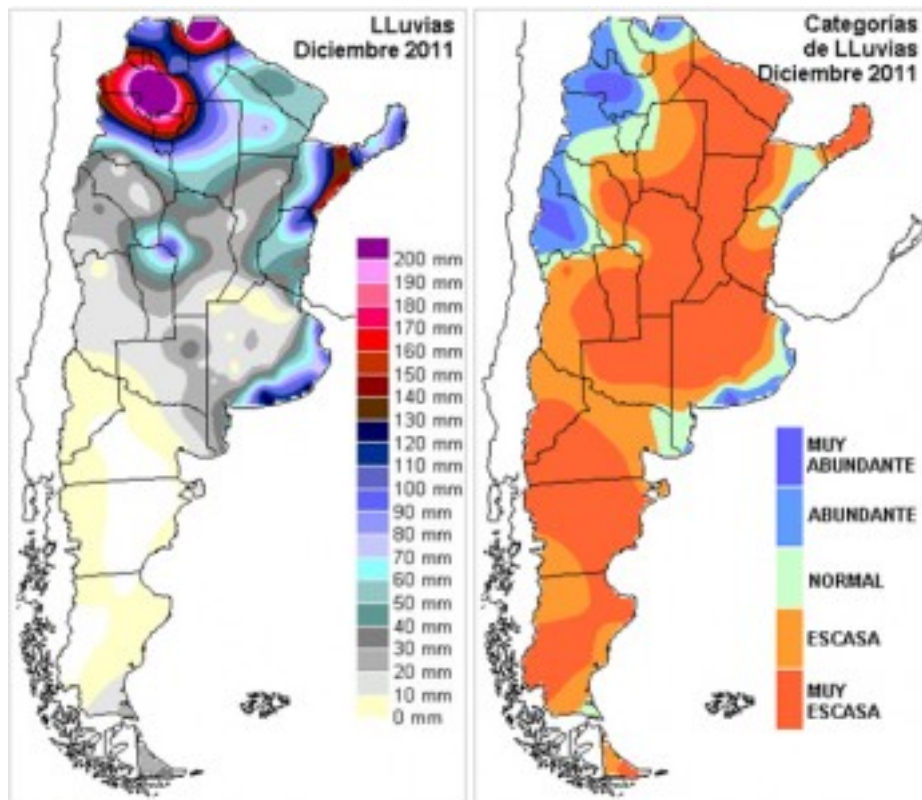 LLuvias
Diciembre 2011
200 mm
190 mm
180 mm
170 mm
160 mm
150 mm
140 mm
130 mm
120 mm
110 mm
100 mm
90 mm
80 mm
70 mm
60 mm
50 mm
40 mm
30 mm
20 mm
10 mm
0 mm
Categorías
de LLuvias
Diciembre 2011
MUY
ABUNDANTE
ABUNDANTE
NORMAL
ESCASA
MUY
ESCASA